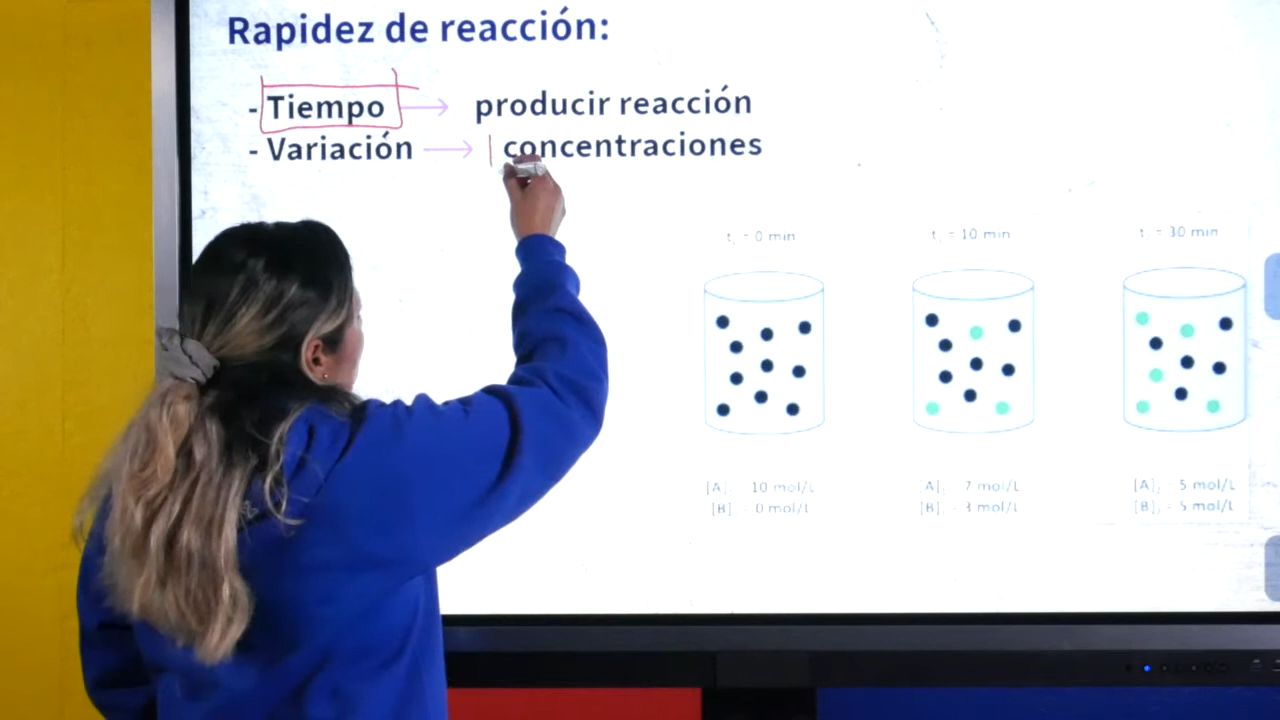 Rapidez de reacción:
- Tiempo → producir reacción
- Variación → concentraciones
t = 0 min
t = 10 min
t = 30 min
[A] 10 mol/L
[B] = 0 mol/L
[A] = 7 mol/L
[B] = 3 mol/L
[A] = 5 mol/L
[B] = 5 mol/L